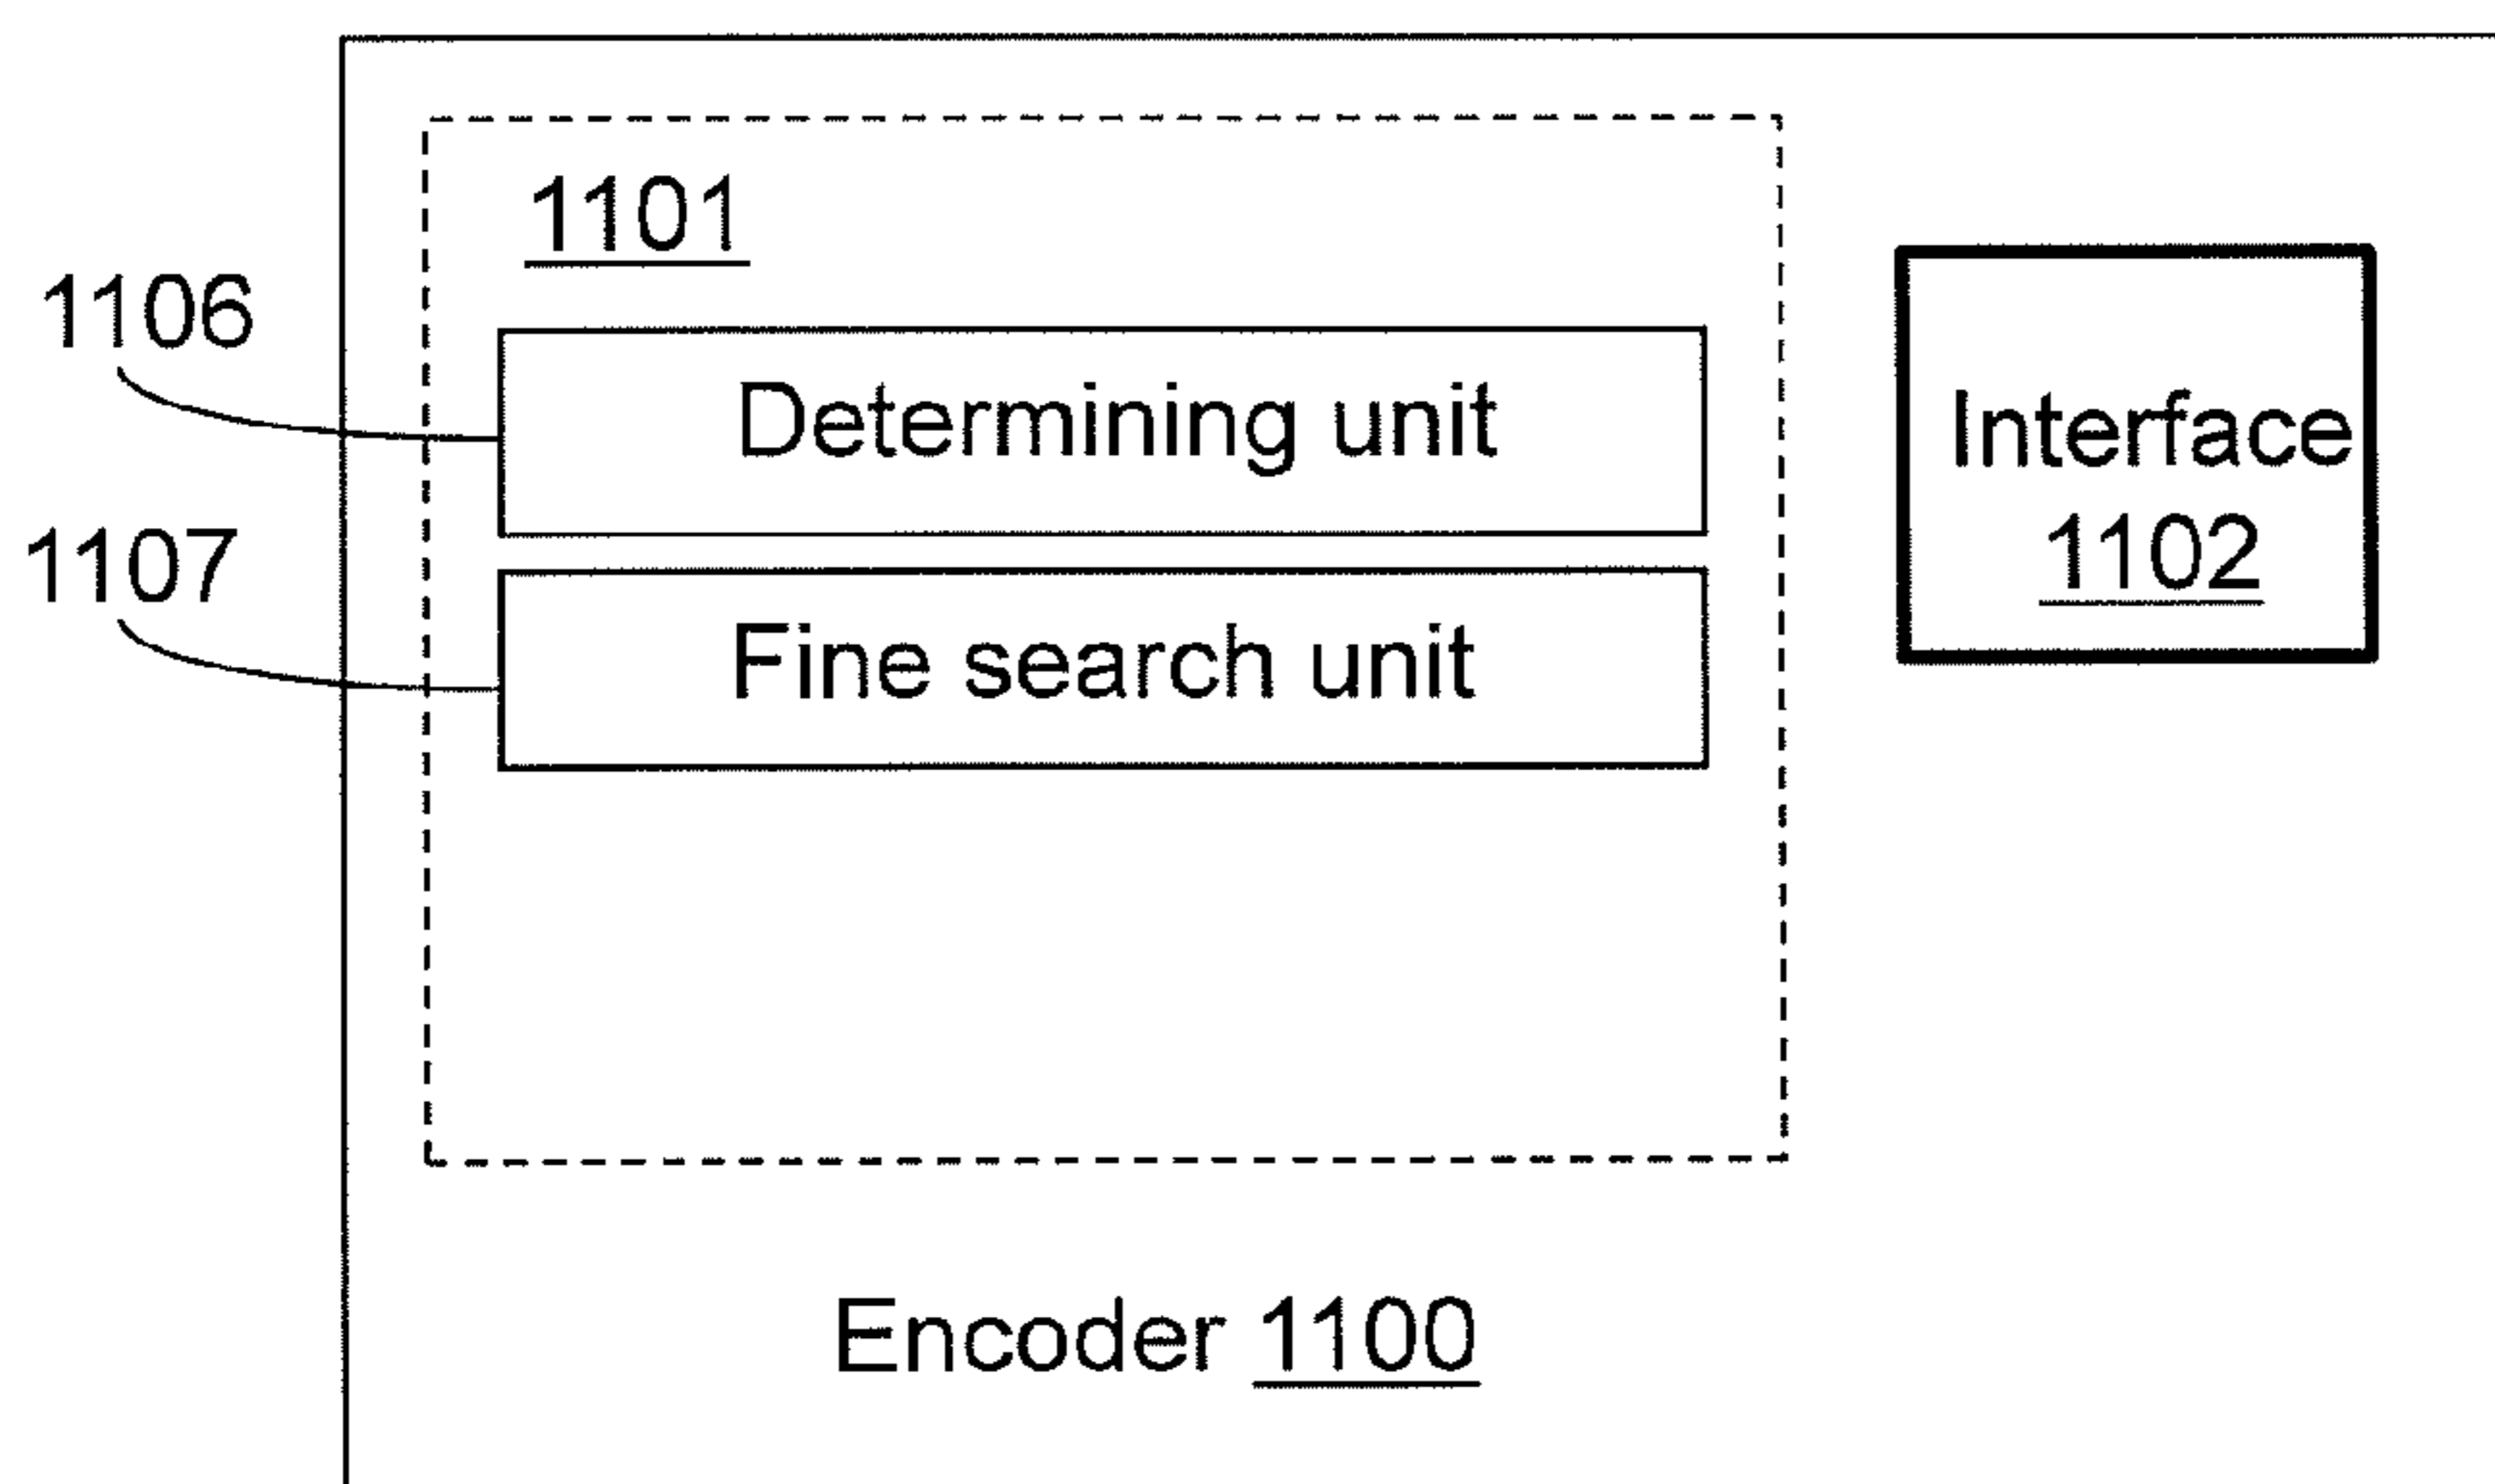 1101
1106
Determining unit
Interface
1102
1107
Fine search unit
Encoder 1100